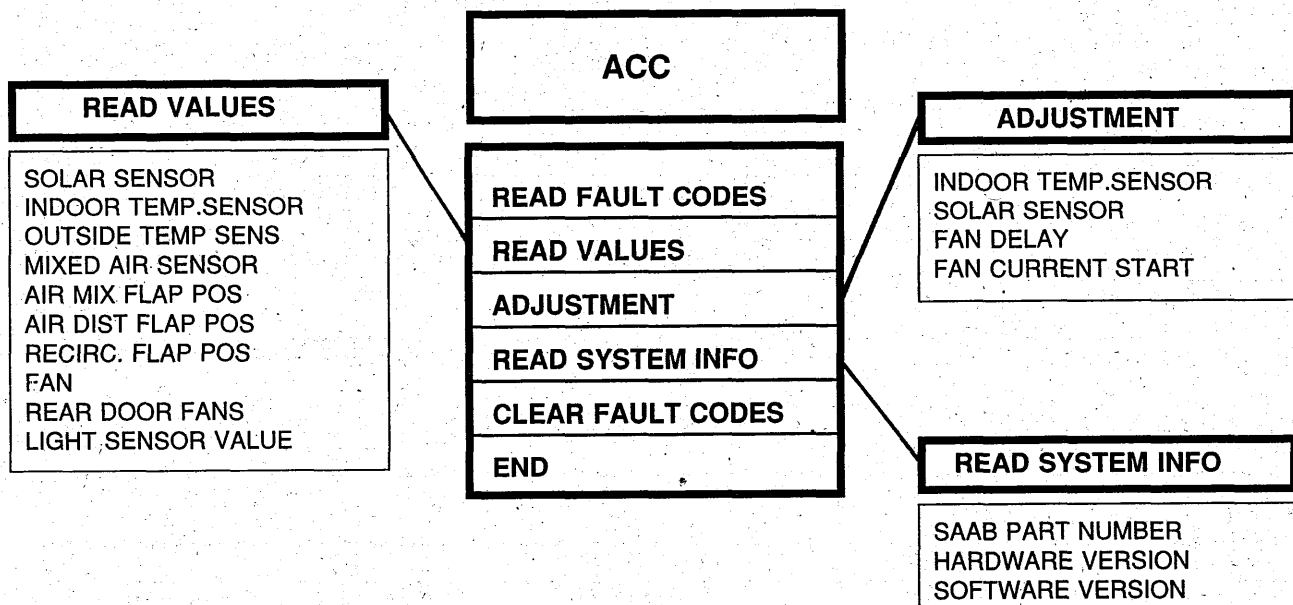 ACC
READ VALUES
SOLAR SENSOR
INDOOR TEMP.SENSOR
OUTSIDE TEMP SENS
MIXED AIR SENSOR
AIR MIX FLAP POS
AIR DIST FLAP POS
RECIRC. FLAP POS
FAN
REAR DOOR FANS
LIGHT SENSOR VALUE
READ FAULT CODES
READ VALUES
ADJUSTMENT
READ SYSTEM INFO
CLEAR FAULT CODES
END
ADJUSTMENT
INDOOR TEMP.SENSOR
SOLAR SENSOR
FAN DELAY
FAN CURRENT START
READ SYSTEM INFO
SAAB PART NUMBER
HARDWARE VERSION
SOFTWARE VERSION